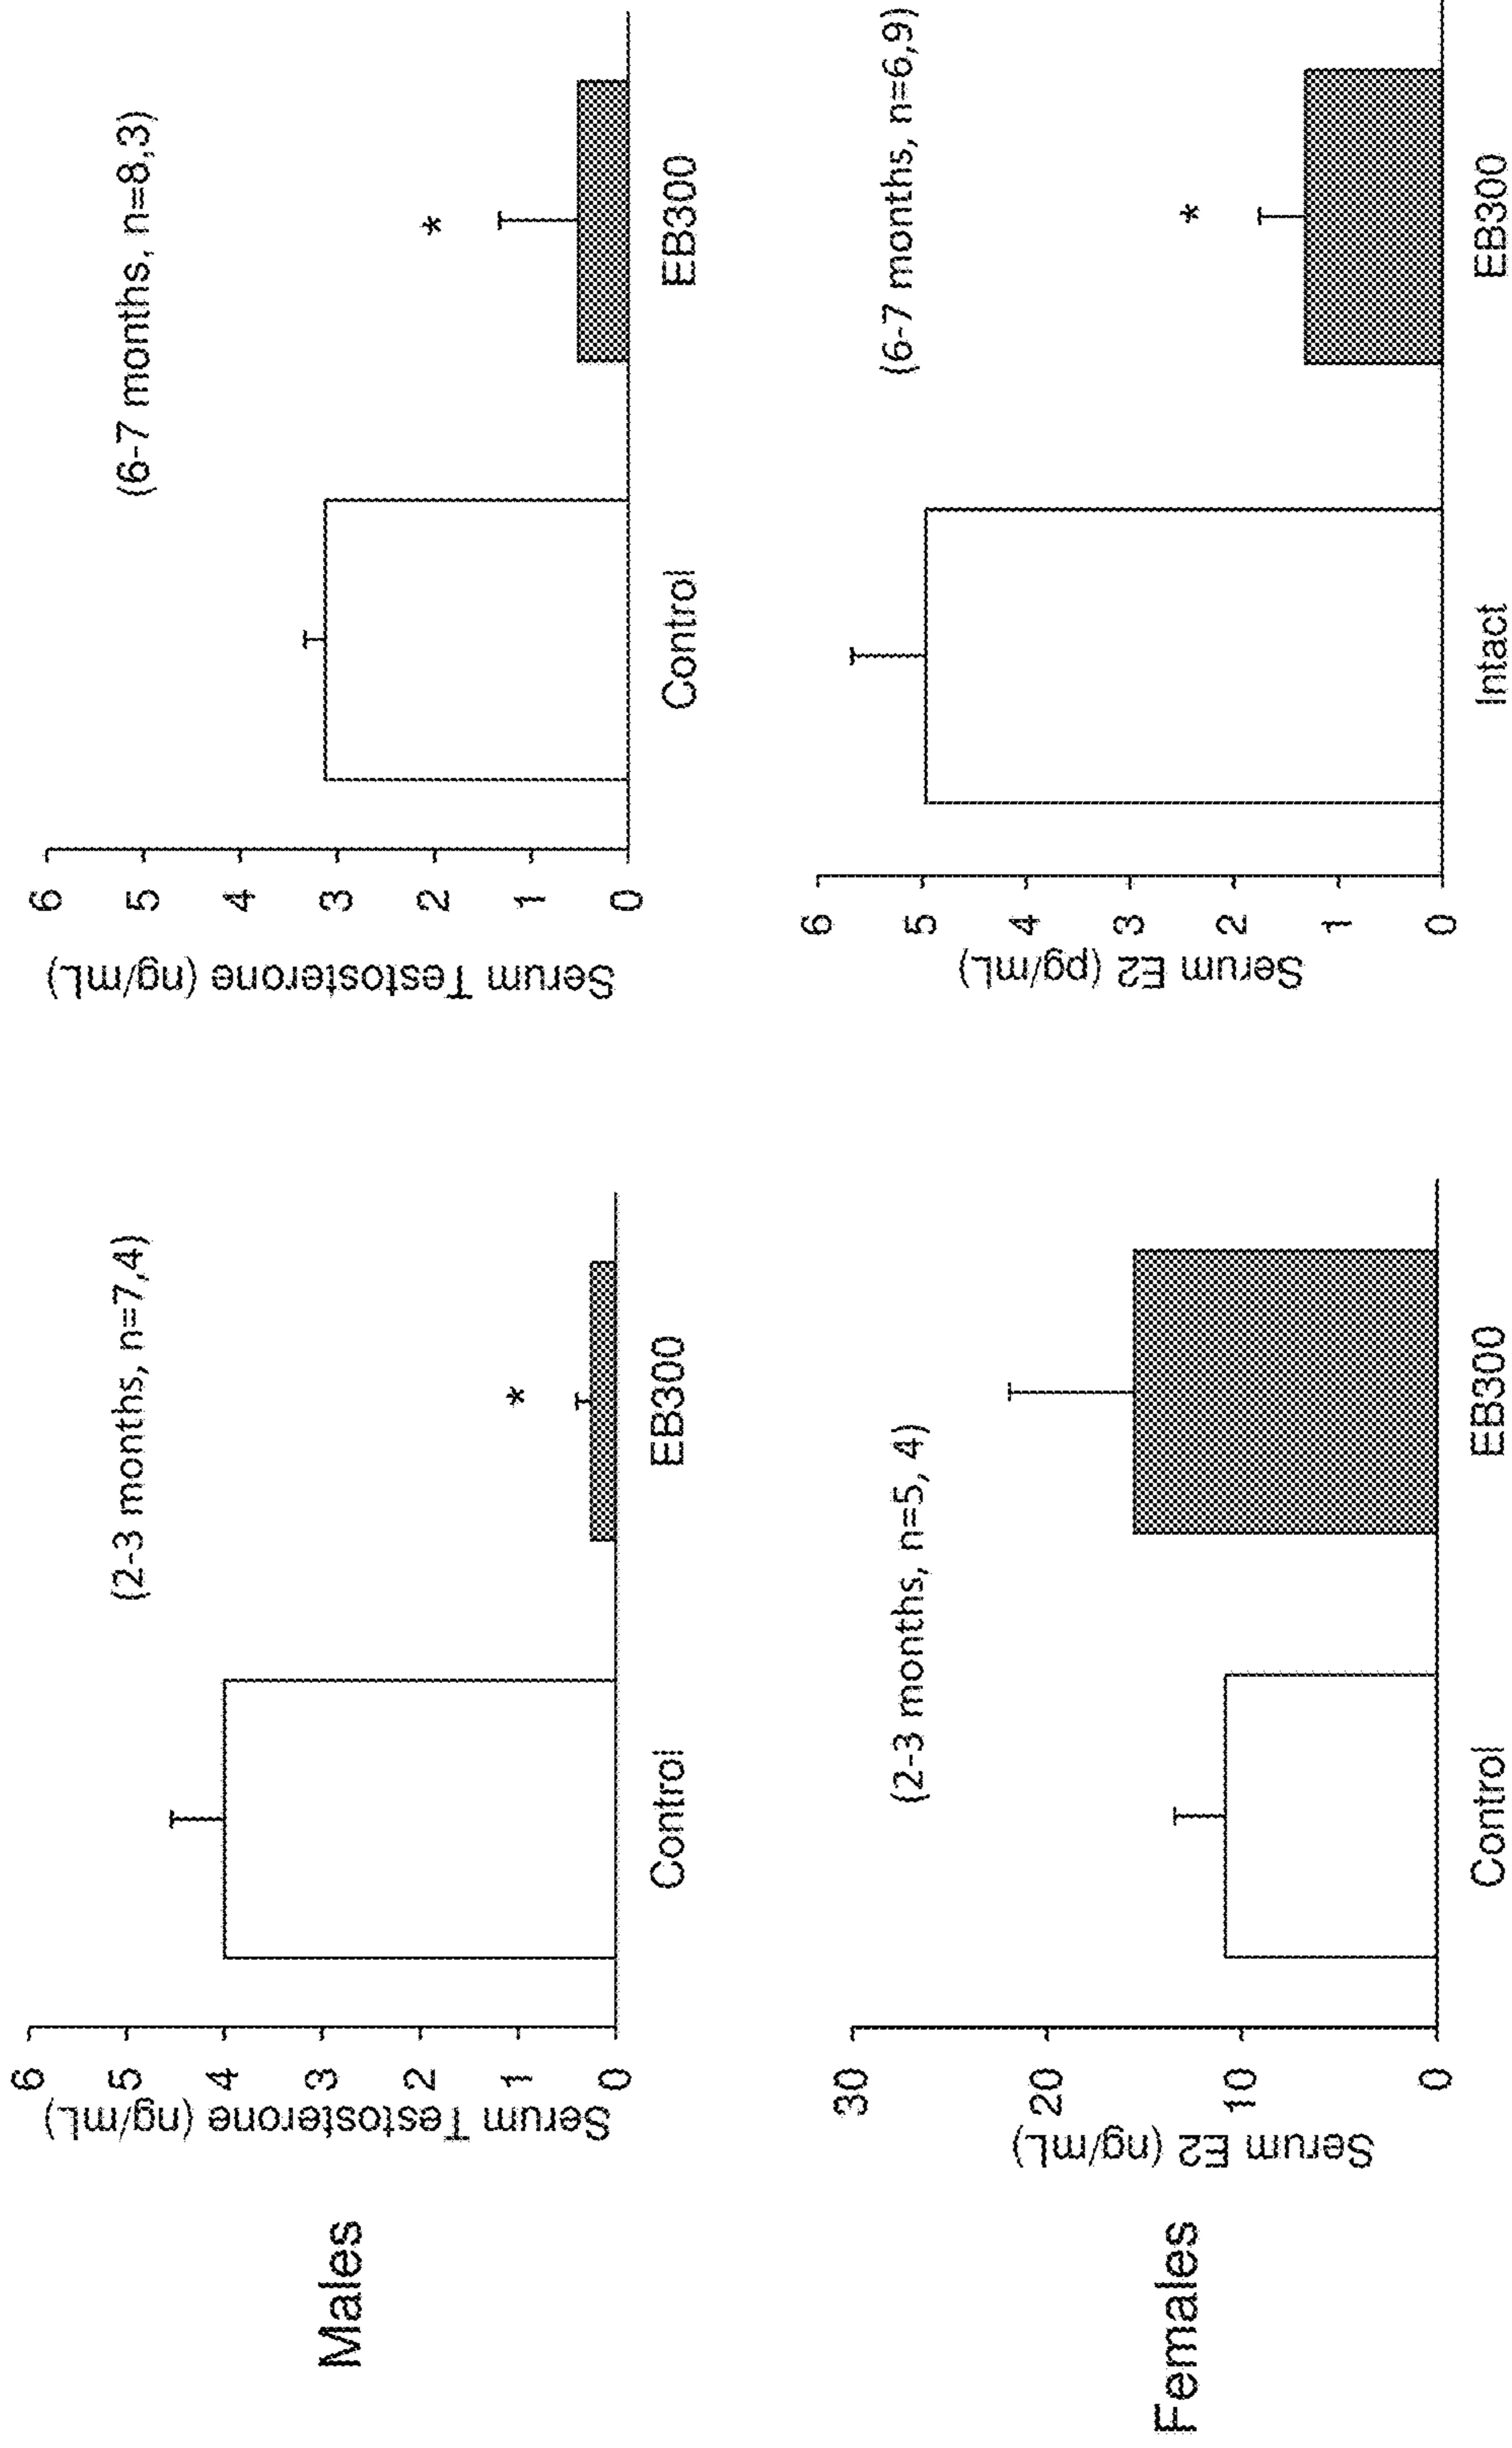 Males
Serum Testosterone (ng/mL)
6
5
4
3
2
1
0
(2-3 months, n=7,4)
*
Control
EB300
Serum Testosterone (ng/mL)
6
5
4
3
2
1
0
(6-7 months, n=8,3)
*
Control
EB300
Females
Serum E2 (ng/mL)
30
20
10
0
(2-3 months, n=5, 4)
Control
EB300
Serum E2 (pg/mL)
6
5
4
3
2
1
0
(6-7 months, n=6,9)
*
Intact
EB300